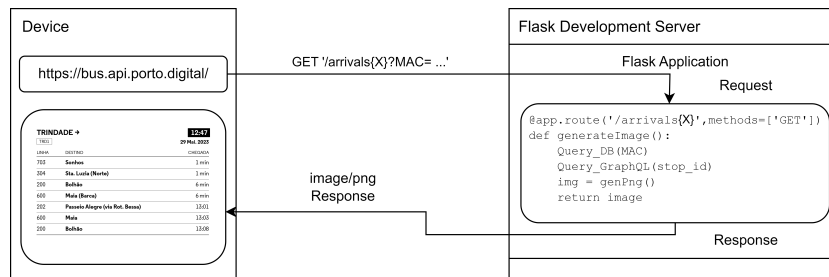 Device
https://bus.api.porto.digital/
TRINDADE → 12:47
TRD1 29 Mai. 2023
LINHA DESTINO CHEGADA
703 Sonhos 1 min
304 Sta. Luzia (Norte) 1 min
200 Bolhão 6 min
600 Maia (Barca) 6 min
202 Passeio Alegre (via Rot. Bessa) 13:01
600 Maia 13:03
200 Bolhão 13:08
GET '/arrivals{X}?MAC= ...'
image/png
Response
Flask Development Server
Flask Application
Request
@app.route('/arrivals{X}',methods=['GET'])
def generateImage():
    Query_DB(MAC)
    Query_GraphQL(stop_id)
    img = genPng()
    return image
Response